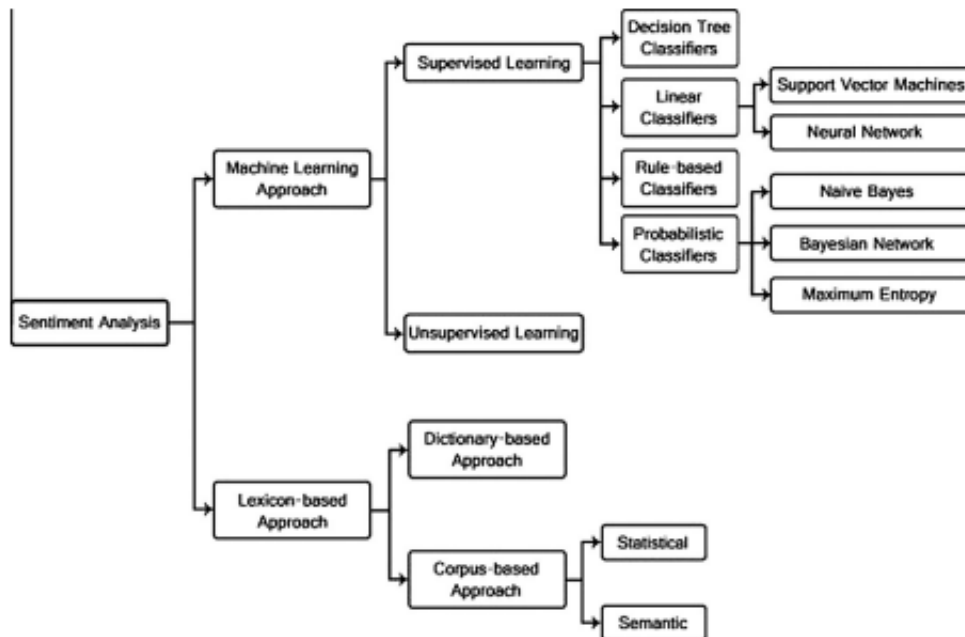 Decision Tree
Classifiers
Supervised Learning
Linear
Classifiers
Support Vector Machines
Neural Network
Machine Learning
Approach
Rule-based
Classifiers
Naive Bayes
Probabilistic
Classifiers
Bayesian Network
Maximum Entropy
Sentiment Analysis
Unsupervised Learning
Dictionary-based
Approach
Lexicon-based
Approach
Statistical
Corpus-based
Approach
Semantic